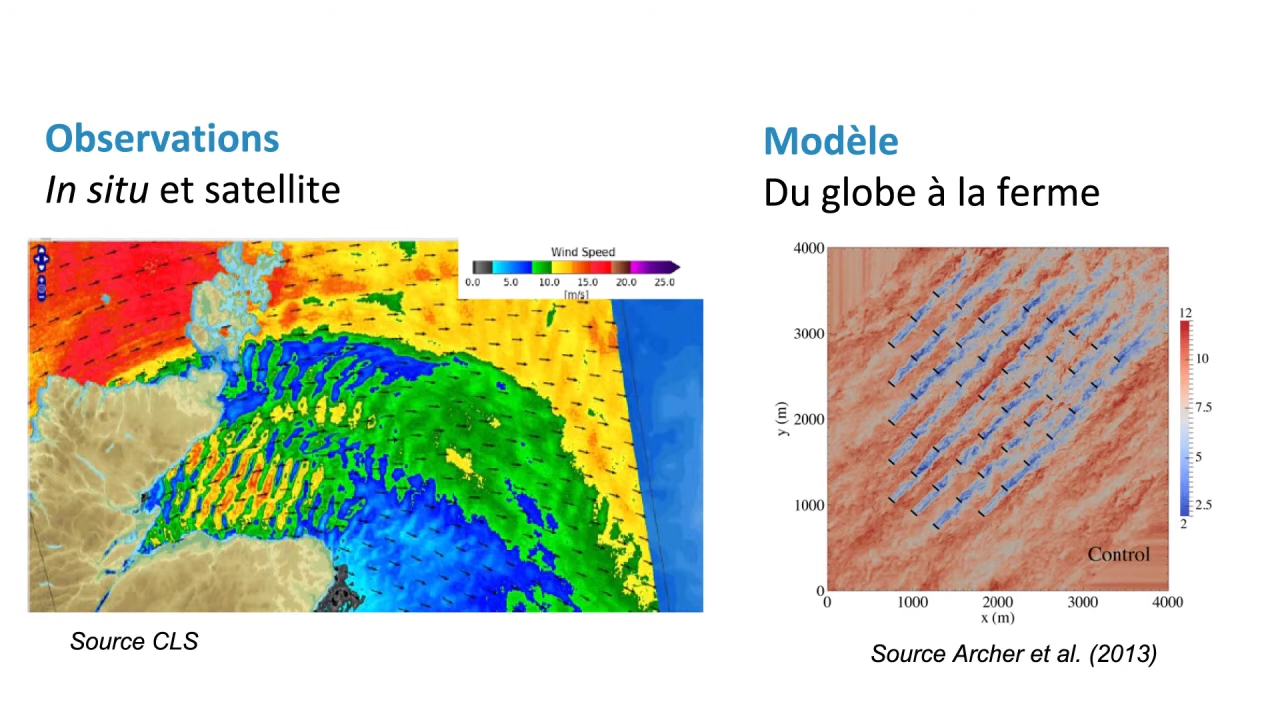 Observations
In situ et satellite
Wind Speed
0.0 5.0 10.0 15.0 20.0 25.0
[m/s]
Source CLS
Modèle
Du globe à la ferme
4000
3000
2000
1000
0
y (m)
0 1000 2000 3000 4000
x (m)
Control
12
10
7.5
5
2.5
2
Source Archer et al. (2013)